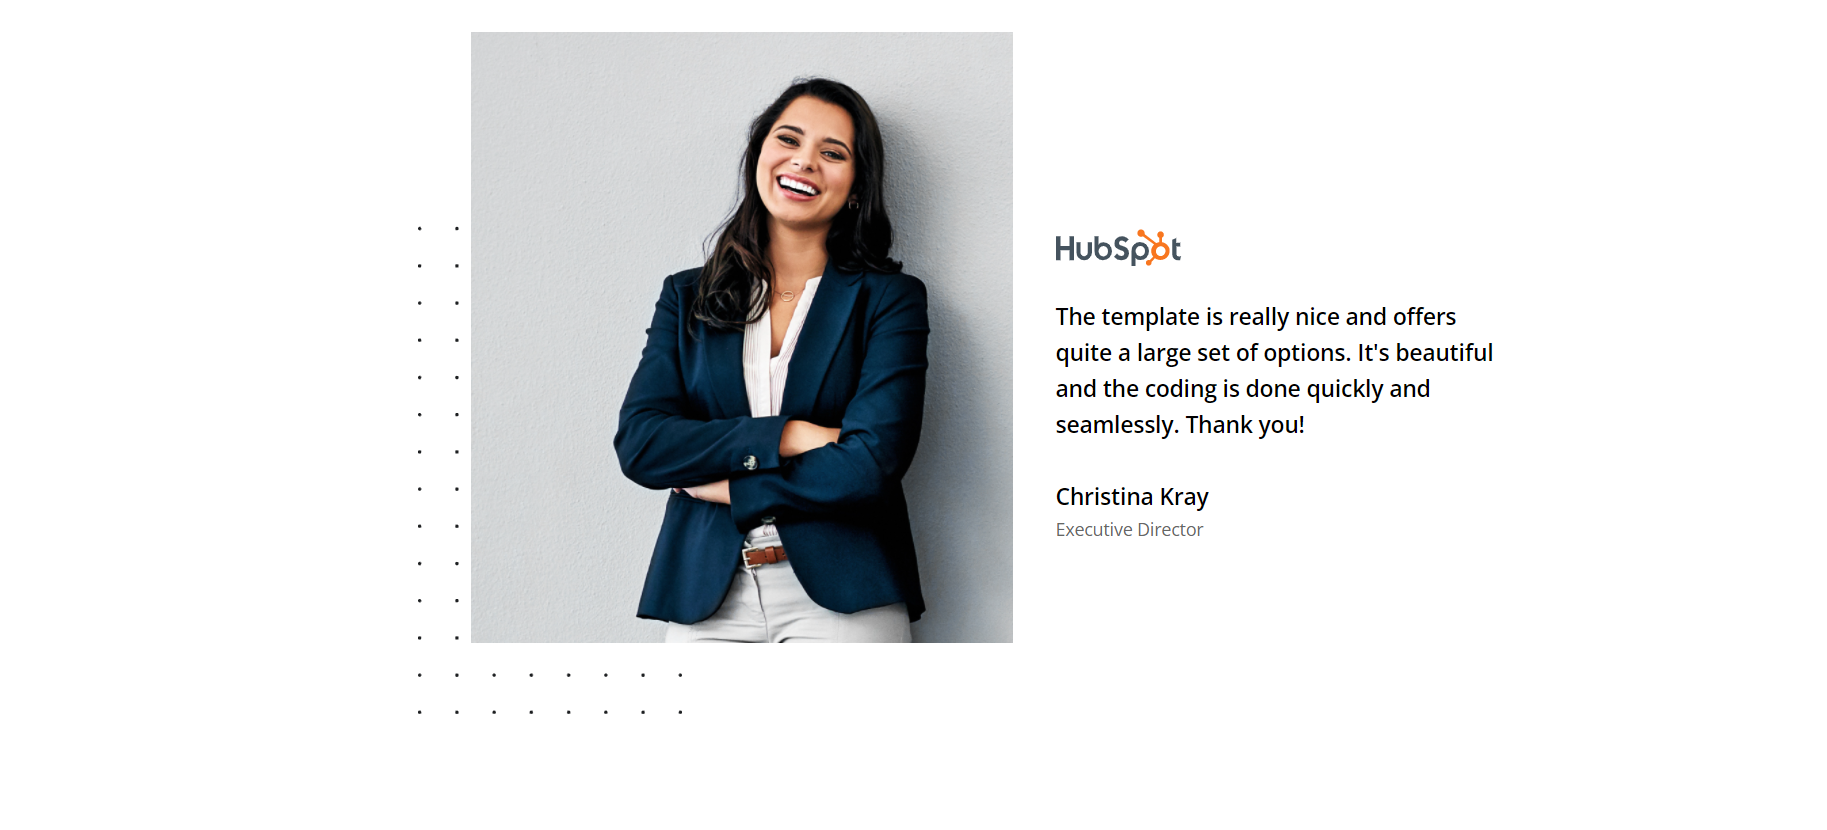 HubSpot
The template is really nice and offers
quite a large set of options. It's beautiful
and the coding is done quickly and
seamlessly. Thank you!
Christina Kray
Executive Director